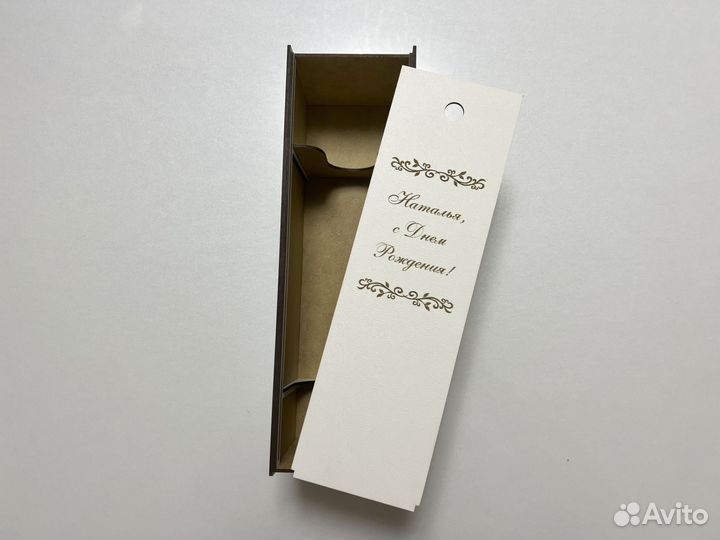 Наталья,
с Днем
Рождения!
Avito